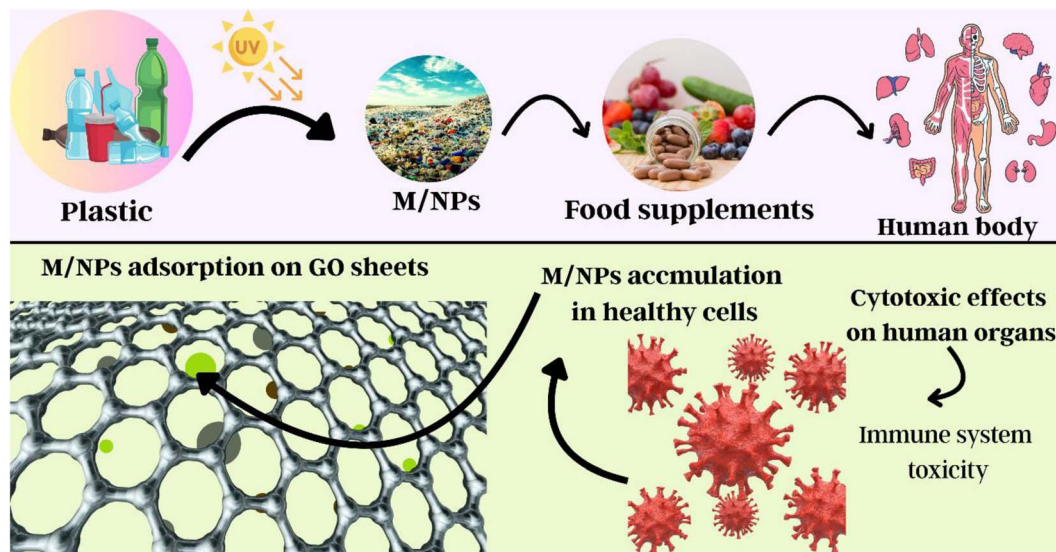 UV
Plastic
M/NPs
Food supplements
Human body
M/NPs adsorption on GO sheets
M/NPs accmulation
in healthy cells
Cytotoxic effects
on human organs
Immune system
toxicity